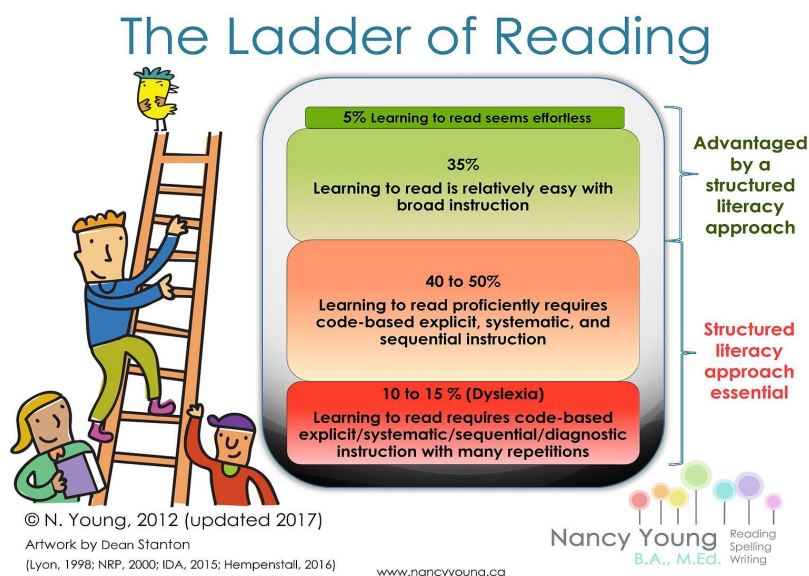 The Ladder of Reading
5% Learning to read seems effortless
35%
Learning to read is relatively easy with
broad instruction
40 to 50%
Learning to read proficiently requires
code-based explicit, systematic, and
sequential instruction
10 to 15 % (Dyslexia)
Learning to read requires code-based
explicit/systematic/sequential/diagnostic
instruction with many repetitions
Advantaged
by a
structured
literacy
approach
Structured
literacy
approach
essential
© N. Young, 2012 (updated 2017)
Artwork by Dean Stanton
(Lyon, 1998; NRP, 2000; IDA, 2015; Hempenstall, 2016)
www.nancyyoung.ca
Nancy Young
B.A., M.Ed.
Reading
Spelling
Writing